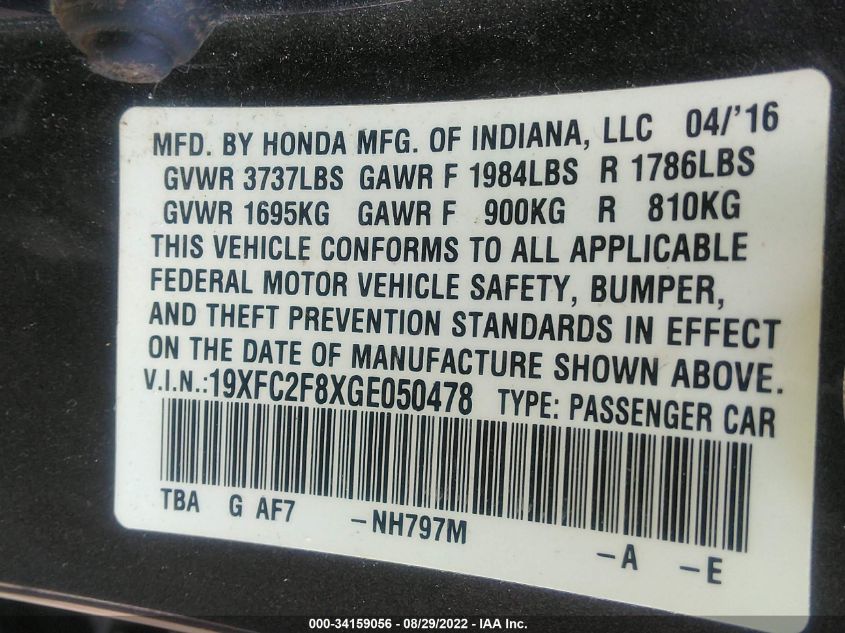 MFD. BY HONDA MFG. OF INDIANA, LLC 04/'16
GVWR 3737LBS GAWR F 1984LBS R 1786LBS
GVWR 1695KG GAWR F 900KG R 810KG
THIS VEHICLE CONFORMS TO ALL APPLICABLE
FEDERAL MOTOR VEHICLE SAFETY, BUMPER,
AND THEFT PREVENTION STANDARDS IN EFFECT
ON THE DATE OF MANUFACTURE SHOWN ABOVE.
V.I.N.:19XFC2F8XGE050478 TYPE: PASSENGER CAR
TBA G AF7 –NH797M –A –E
000-34159056 - 08/29/2022 - IAA Inc.